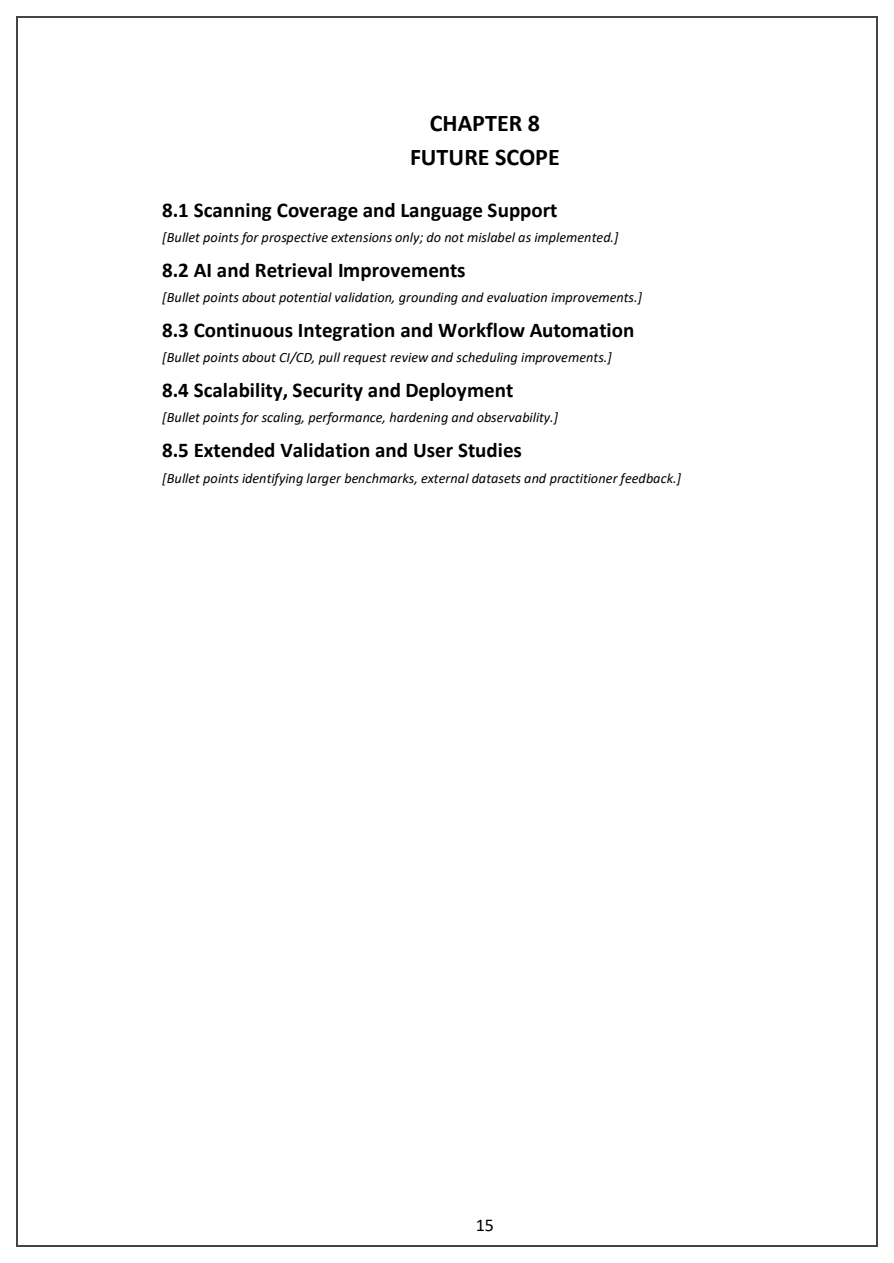 CHAPTER 8
FUTURE SCOPE
8.1 Scanning Coverage and Language Support
[Bullet points for prospective extensions only; do not mislabel as implemented.]
8.2 AI and Retrieval Improvements
[Bullet points about potential validation, grounding and evaluation improvements.]
8.3 Continuous Integration and Workflow Automation
[Bullet points about CI/CD, pull request review and scheduling improvements.]
8.4 Scalability, Security and Deployment
[Bullet points for scaling, performance, hardening and observability.]
8.5 Extended Validation and User Studies
[Bullet points identifying larger benchmarks, external datasets and practitioner feedback.]
15